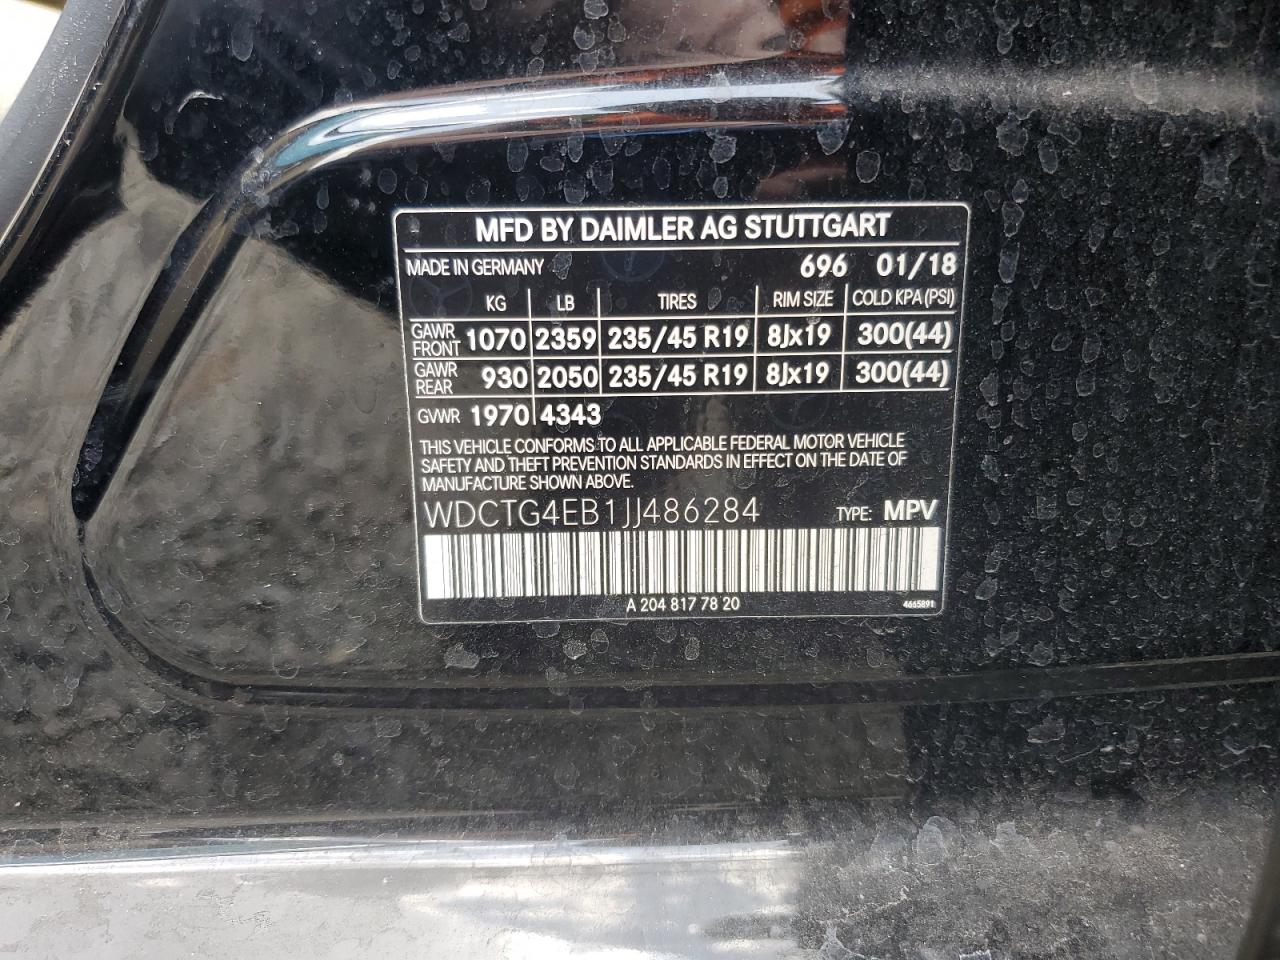 MFD BY DAIMLER AG STUTTGART
MADE IN GERMANY 696 01/18
KG LB TIRES RIM SIZE COLD KPA (PSI)
GAWR FRONT 1070 2359 235/45 R19 8Jx19 300(44)
GAWR REAR 930 2050 235/45 R19 8Jx19 300(44)
GVWR 1970 4343
THIS VEHICLE CONFORMS TO ALL APPLICABLE FEDERAL MOTOR VEHICLE
SAFETY AND THEFT PREVENTION STANDARDS IN EFFECT ON THE DATE OF
MANUFACTURE SHOWN ABOVE.
WDCTG4EB1JJ486284 TYPE: MPV
A 204 817 78 20 4665891